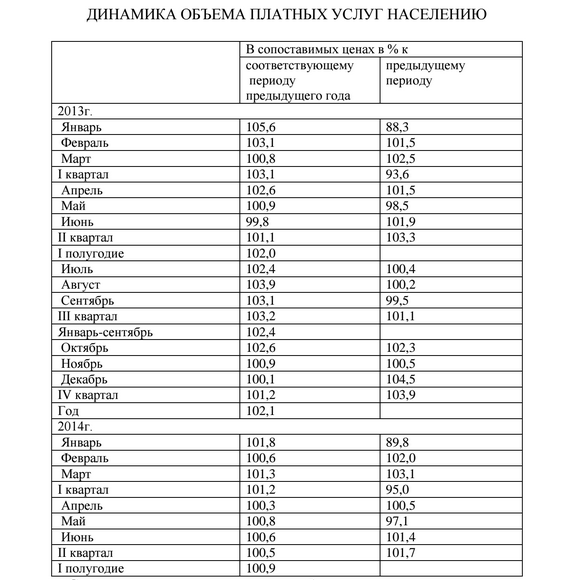 ДИНАМИКА ОБЪЕМА ПЛАТНЫХ УСЛУГ НАСЕЛЕНИЮ
В сопоставимых ценах в % к
соответствующему периоду предыдущего года
предыдущему периоду
2013г.
Январь 105,6 88,3
Февраль 103,1 101,5
Март 100,8 102,5
I квартал 103,1 93,6
Апрель 102,6 101,5
Май 100,9 98,5
Июнь 99,8 101,9
II квартал 101,1 103,3
I полугодие 102,0
Июль 102,4 100,4
Август 103,9 100,2
Сентябрь 103,1 99,5
III квартал 103,2 101,1
Январь-сентябрь 102,4
Октябрь 102,6 102,3
Ноябрь 100,9 100,5
Декабрь 100,1 104,5
IV квартал 101,2 103,9
Год 102,1
2014г.
Январь 101,8 89,8
Февраль 100,6 102,0
Март 101,3 103,1
I квартал 101,2 95,0
Апрель 100,3 100,5
Май 100,8 97,1
Июнь 100,6 101,4
II квартал 100,5 101,7
I полугодие 100,9